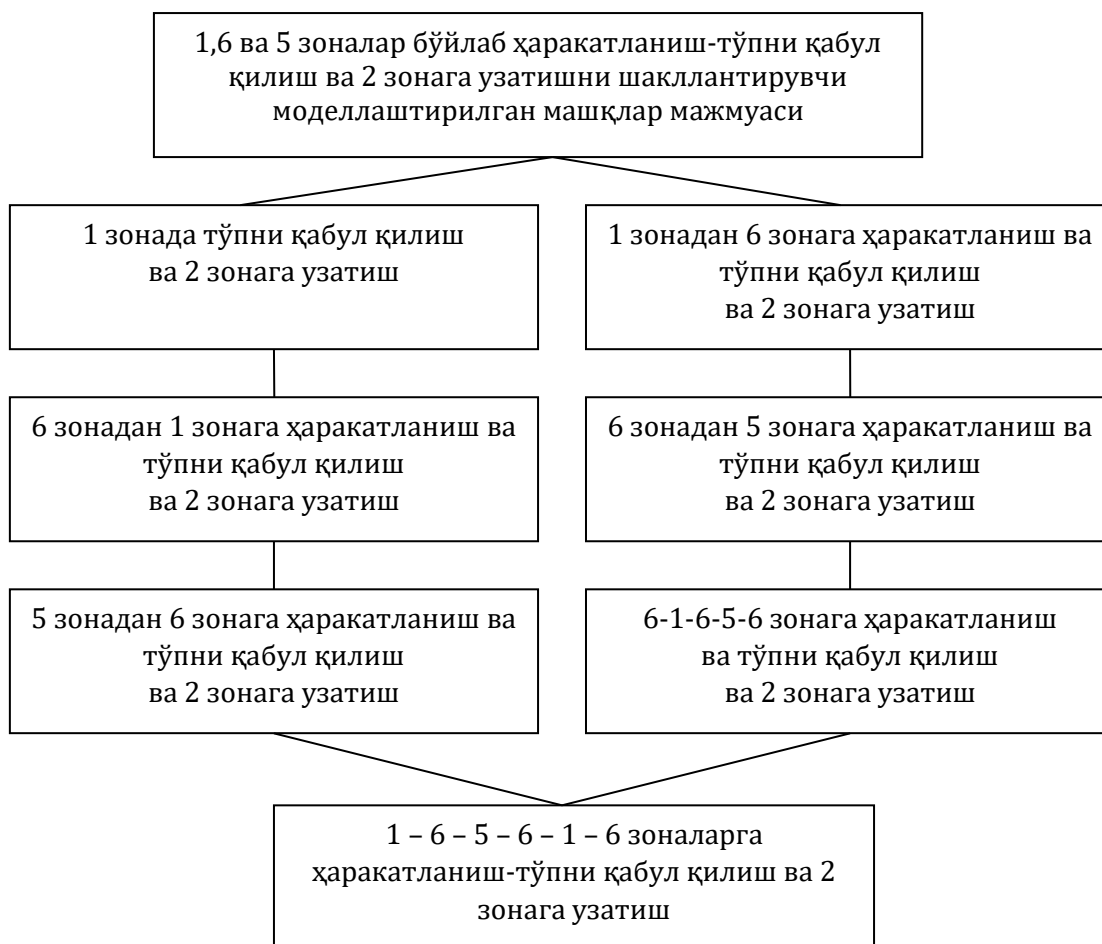 1,6 ва 5 зоналар бўйлаб ҳаракатланиш-тўпни қабул
қилиш ва 2 зонага узатишни шакллантирувчи
моделлаштирилган машқлар мажмуаси
1 зонада тўпни қабул қилиш
ва 2 зонага узатиш
1 зонадан 6 зонага ҳаракатланиш ва
тўпни қабул қилиш
ва 2 зонага узатиш
6 зонадан 1 зонага ҳаракатланиш ва
тўпни қабул қилиш
ва 2 зонага узатиш
6 зонадан 5 зонага ҳаракатланиш ва
тўпни қабул қилиш
ва 2 зонага узатиш
5 зонадан 6 зонага ҳаракатланиш ва
тўпни қабул қилиш
ва 2 зонага узатиш
6-1-6-5-6 зонага ҳаракатланиш
ва тўпни қабул қилиш
ва 2 зонага узатиш
1 – 6 – 5 – 6 – 1 – 6 зоналарга
ҳаракатланиш-тўпни қабул қилиш ва 2
зонага узатиш